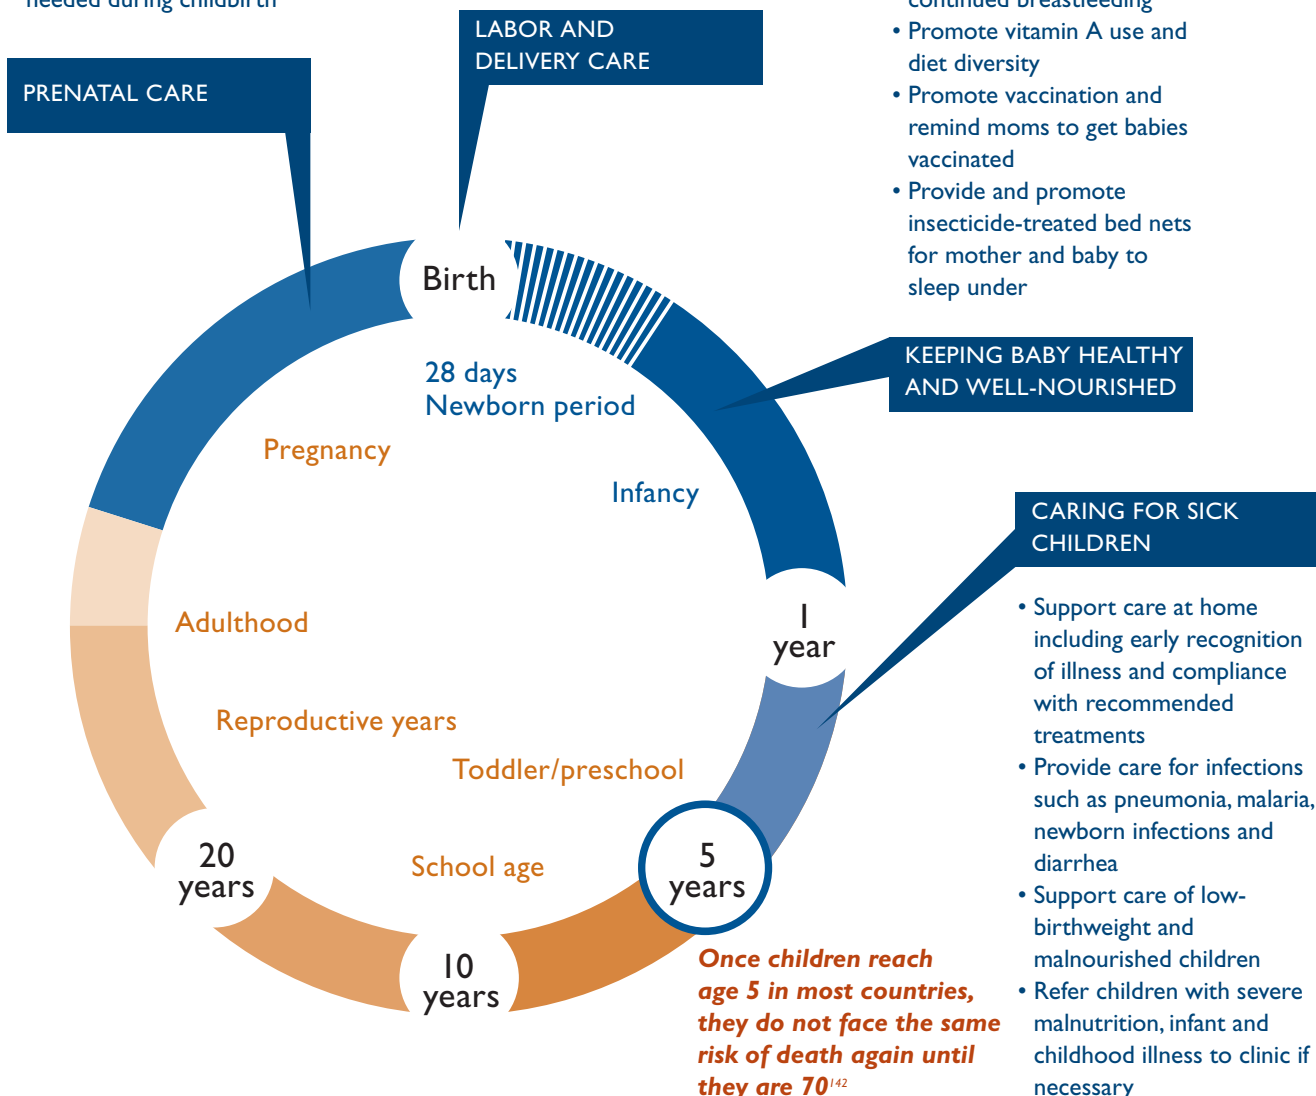 needed during childbirth
PRENATAL CARE
LABOR AND
DELIVERY CARE
continued breastfeeding
• Promote vitamin A use and
diet diversity
• Promote vaccination and
remind moms to get babies
vaccinated
• Provide and promote
insecticide-treated bed nets
for mother and baby to
sleep under
KEEPING BABY HEALTHY
AND WELL-NOURISHED
CARING FOR SICK
CHILDREN
• Support care at home
including early recognition
of illness and compliance
with recommended
treatments
• Provide care for infections
such as pneumonia, malaria,
newborn infections and
diarrhea
• Support care of low-
birthweight and
malnourished children
• Refer children with severe
malnutrition, infant and
childhood illness to clinic if
necessary
Birth
28 days
Newborn period
Pregnancy
Infancy
1
year
Adulthood
Reproductive years
Toddler/preschool
School age
5
years
20
years
10
years
Once children reach
age 5 in most countries,
they do not face the same
risk of death again until
they are 70142